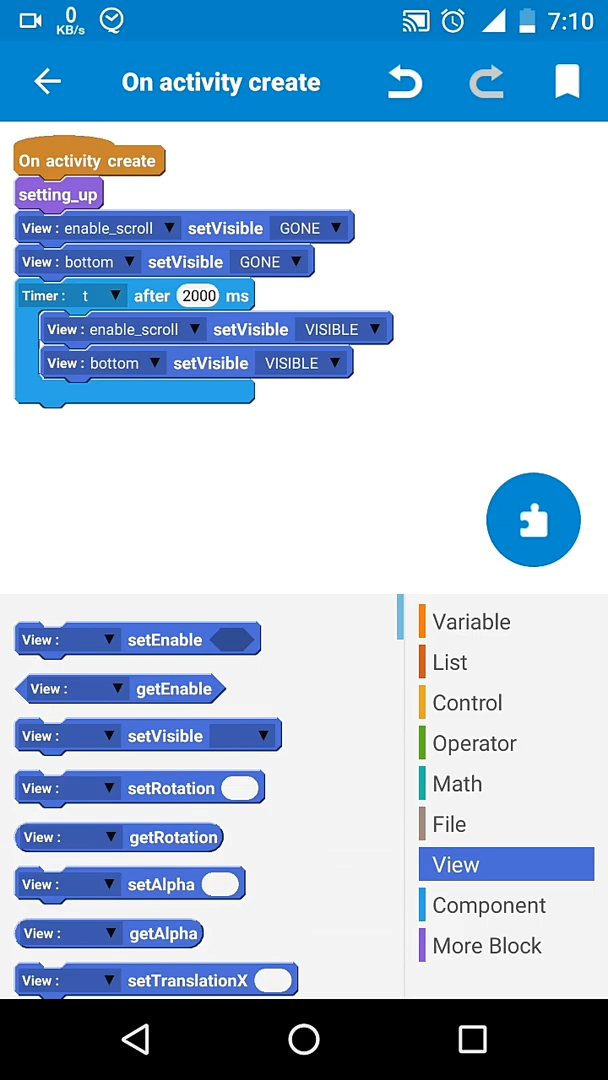 0
KB/s
7:10
On activity create
On activity create
setting_up
View : enable_scroll setVisible GONE
View : bottom setVisible GONE
Timer : t after 2000 ms
View : enable_scroll setVisible VISIBLE
View : bottom setVisible VISIBLE
View : setEnable
View : getEnable
View : setVisible
View : setRotation
View : getRotation
View : setAlpha
View : getAlpha
View : setTranslationX
Variable
List
Control
Operator
Math
File
View
Component
More Block